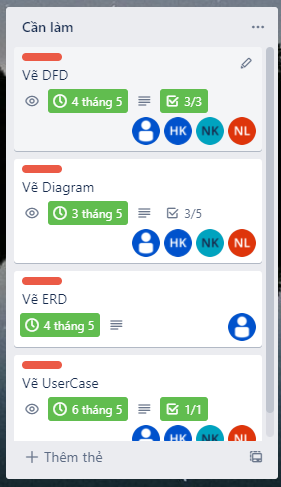 Cần làm
Vẽ DFD
4 tháng 5
3/3
HK
NK
NL
Vẽ Diagram
3 tháng 5
3/5
HK
NK
NL
Vẽ ERD
4 tháng 5
Vẽ UserCase
6 tháng 5
1/1
HK
NK
NL
Thêm thẻ